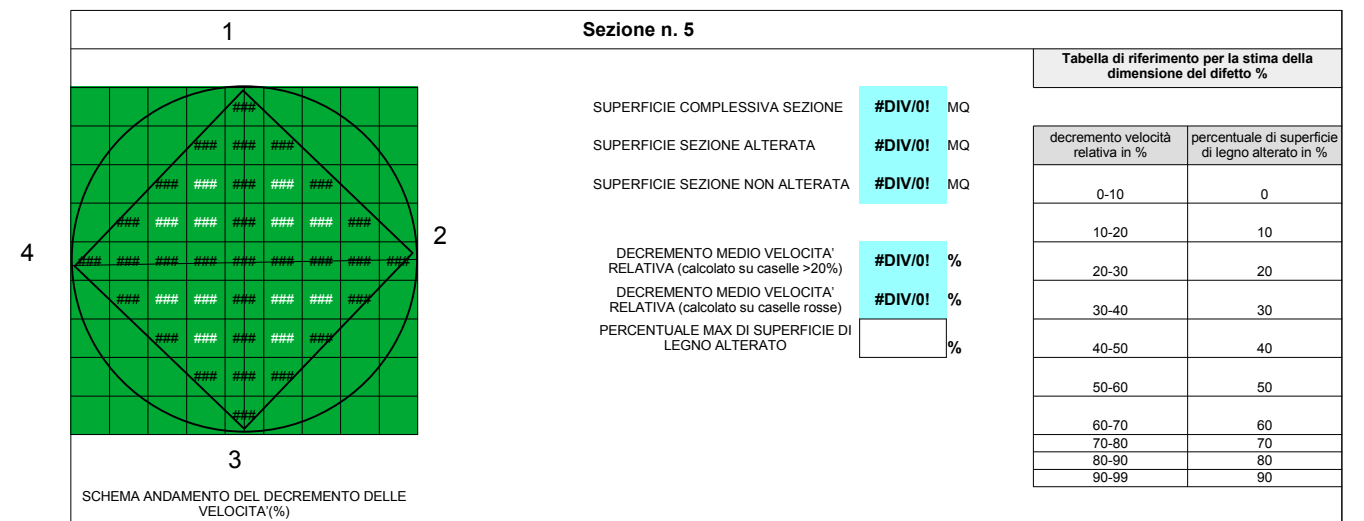 1
Sezione n. 5
Tabella di riferimento per la stima della
dimensione del difetto %
###
SUPERFICIE COMPLESSIVA SEZIONE #DIV/0! MQ
### ### ###
SUPERFICIE SEZIONE ALTERATA #DIV/0! MQ
decremento velocità
relativa in %
percentuale di superficie
di legno alterato in %
### ### ### ### ###
SUPERFICIE SEZIONE NON ALTERATA #DIV/0! MQ
0-10 0
### ### ### ### ### ### ###
10-20 10
2
4
### ### ### ### ### ### ### ### ###
DECREMENTO MEDIO VELOCITA'
RELATIVA (calcolato su caselle >20%) #DIV/0! %
20-30 20
### ### ### ### ### ### ###
DECREMENTO MEDIO VELOCITA'
RELATIVA (calcolato su caselle rosse) #DIV/0! %
30-40 30
### ### ### ### ###
PERCENTUALE MAX DI SUPERFICIE DI
LEGNO ALTERATO %
40-50 40
### ### ###
50-60 50
###
60-70 60
70-80 70
80-90 80
90-99 90
3
SCHEMA ANDAMENTO DEL DECREMENTO DELLE
VELOCITA'(%)